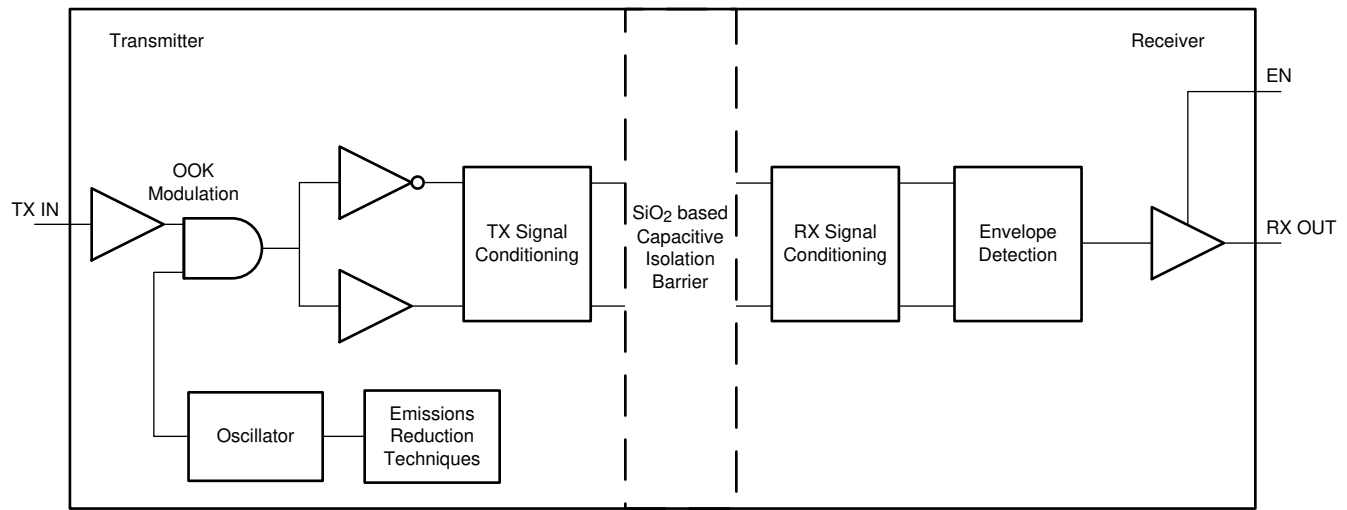 Transmitter
Receiver
EN
OOK
Modulation
TX IN
TX Signal
Conditioning
SiO2 based
Capacitive
Isolation
Barrier
RX Signal
Conditioning
Envelope
Detection
RX OUT
Oscillator
Emissions
Reduction
Techniques